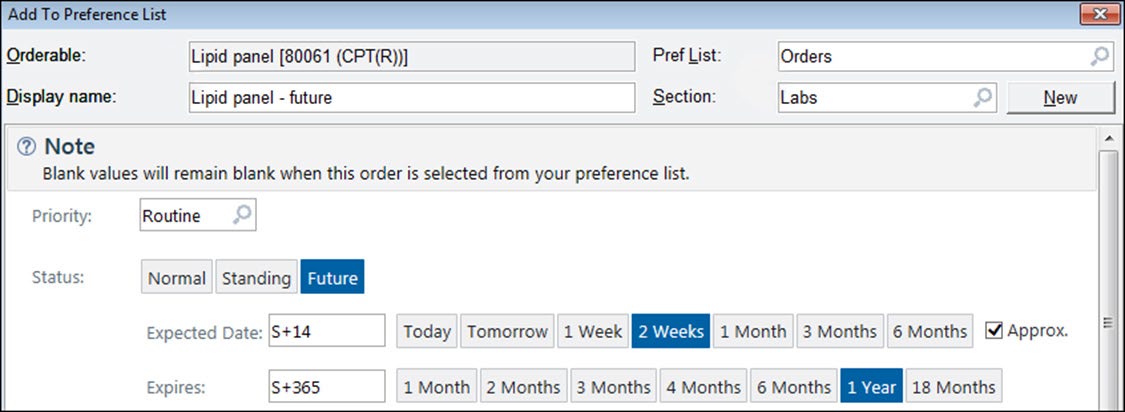 Add To Preference List
Orderable: Lipid panel [80061 (CPT(R))] Pref List: Orders
Display name: Lipid panel - future Section: Labs New
Note
Blank values will remain blank when this order is selected from your preference list.
Priority: Routine
Status: Normal Standing Future
Expected Date: S+14 Today Tomorrow 1 Week 2 Weeks 1 Month 3 Months 6 Months Approx.
Expires: S+365 1 Month 2 Months 3 Months 4 Months 6 Months 1 Year 18 Months